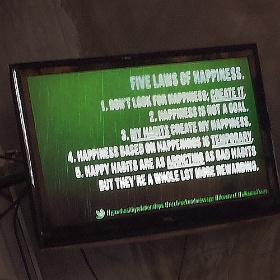 FIVE LAWS OF HAPPINESS.
1. DON'T LOOK FOR HAPPINESS; CREATE IT.
2. HAPPINESS IS NOT A GOAL.
3. MY HABITS CREATE MY HAPPINESS.
4. HAPPINESS BASED ON HAPPENINGS IS TEMPORARY.
5. HAPPY HABITS ARE AS ADDICTING AS BAD HABITS
BUT THEY'RE A WHOLE LOT MORE REWARDING.